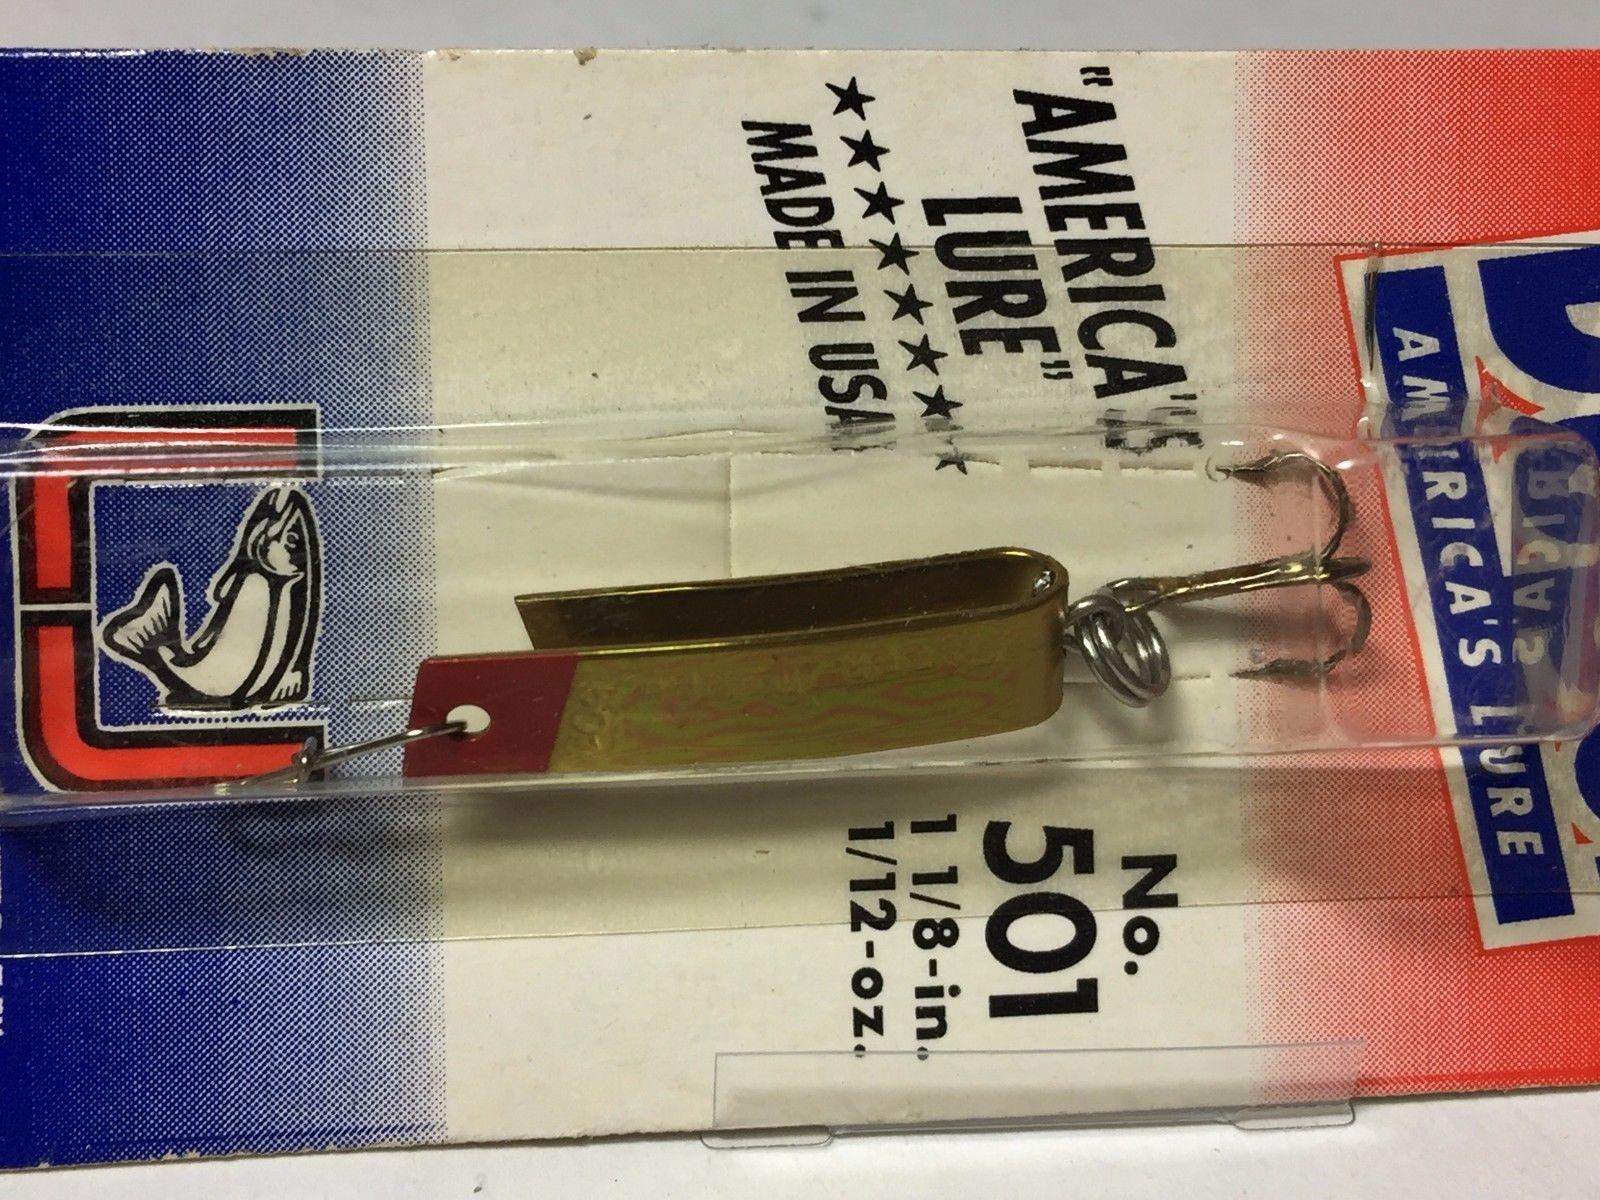 "AMERICA'S
LURE"
★★★★★★★★
MADE IN USA
AMERICA'S LURE
No.
501
1 1/8-in.
1/12-oz.